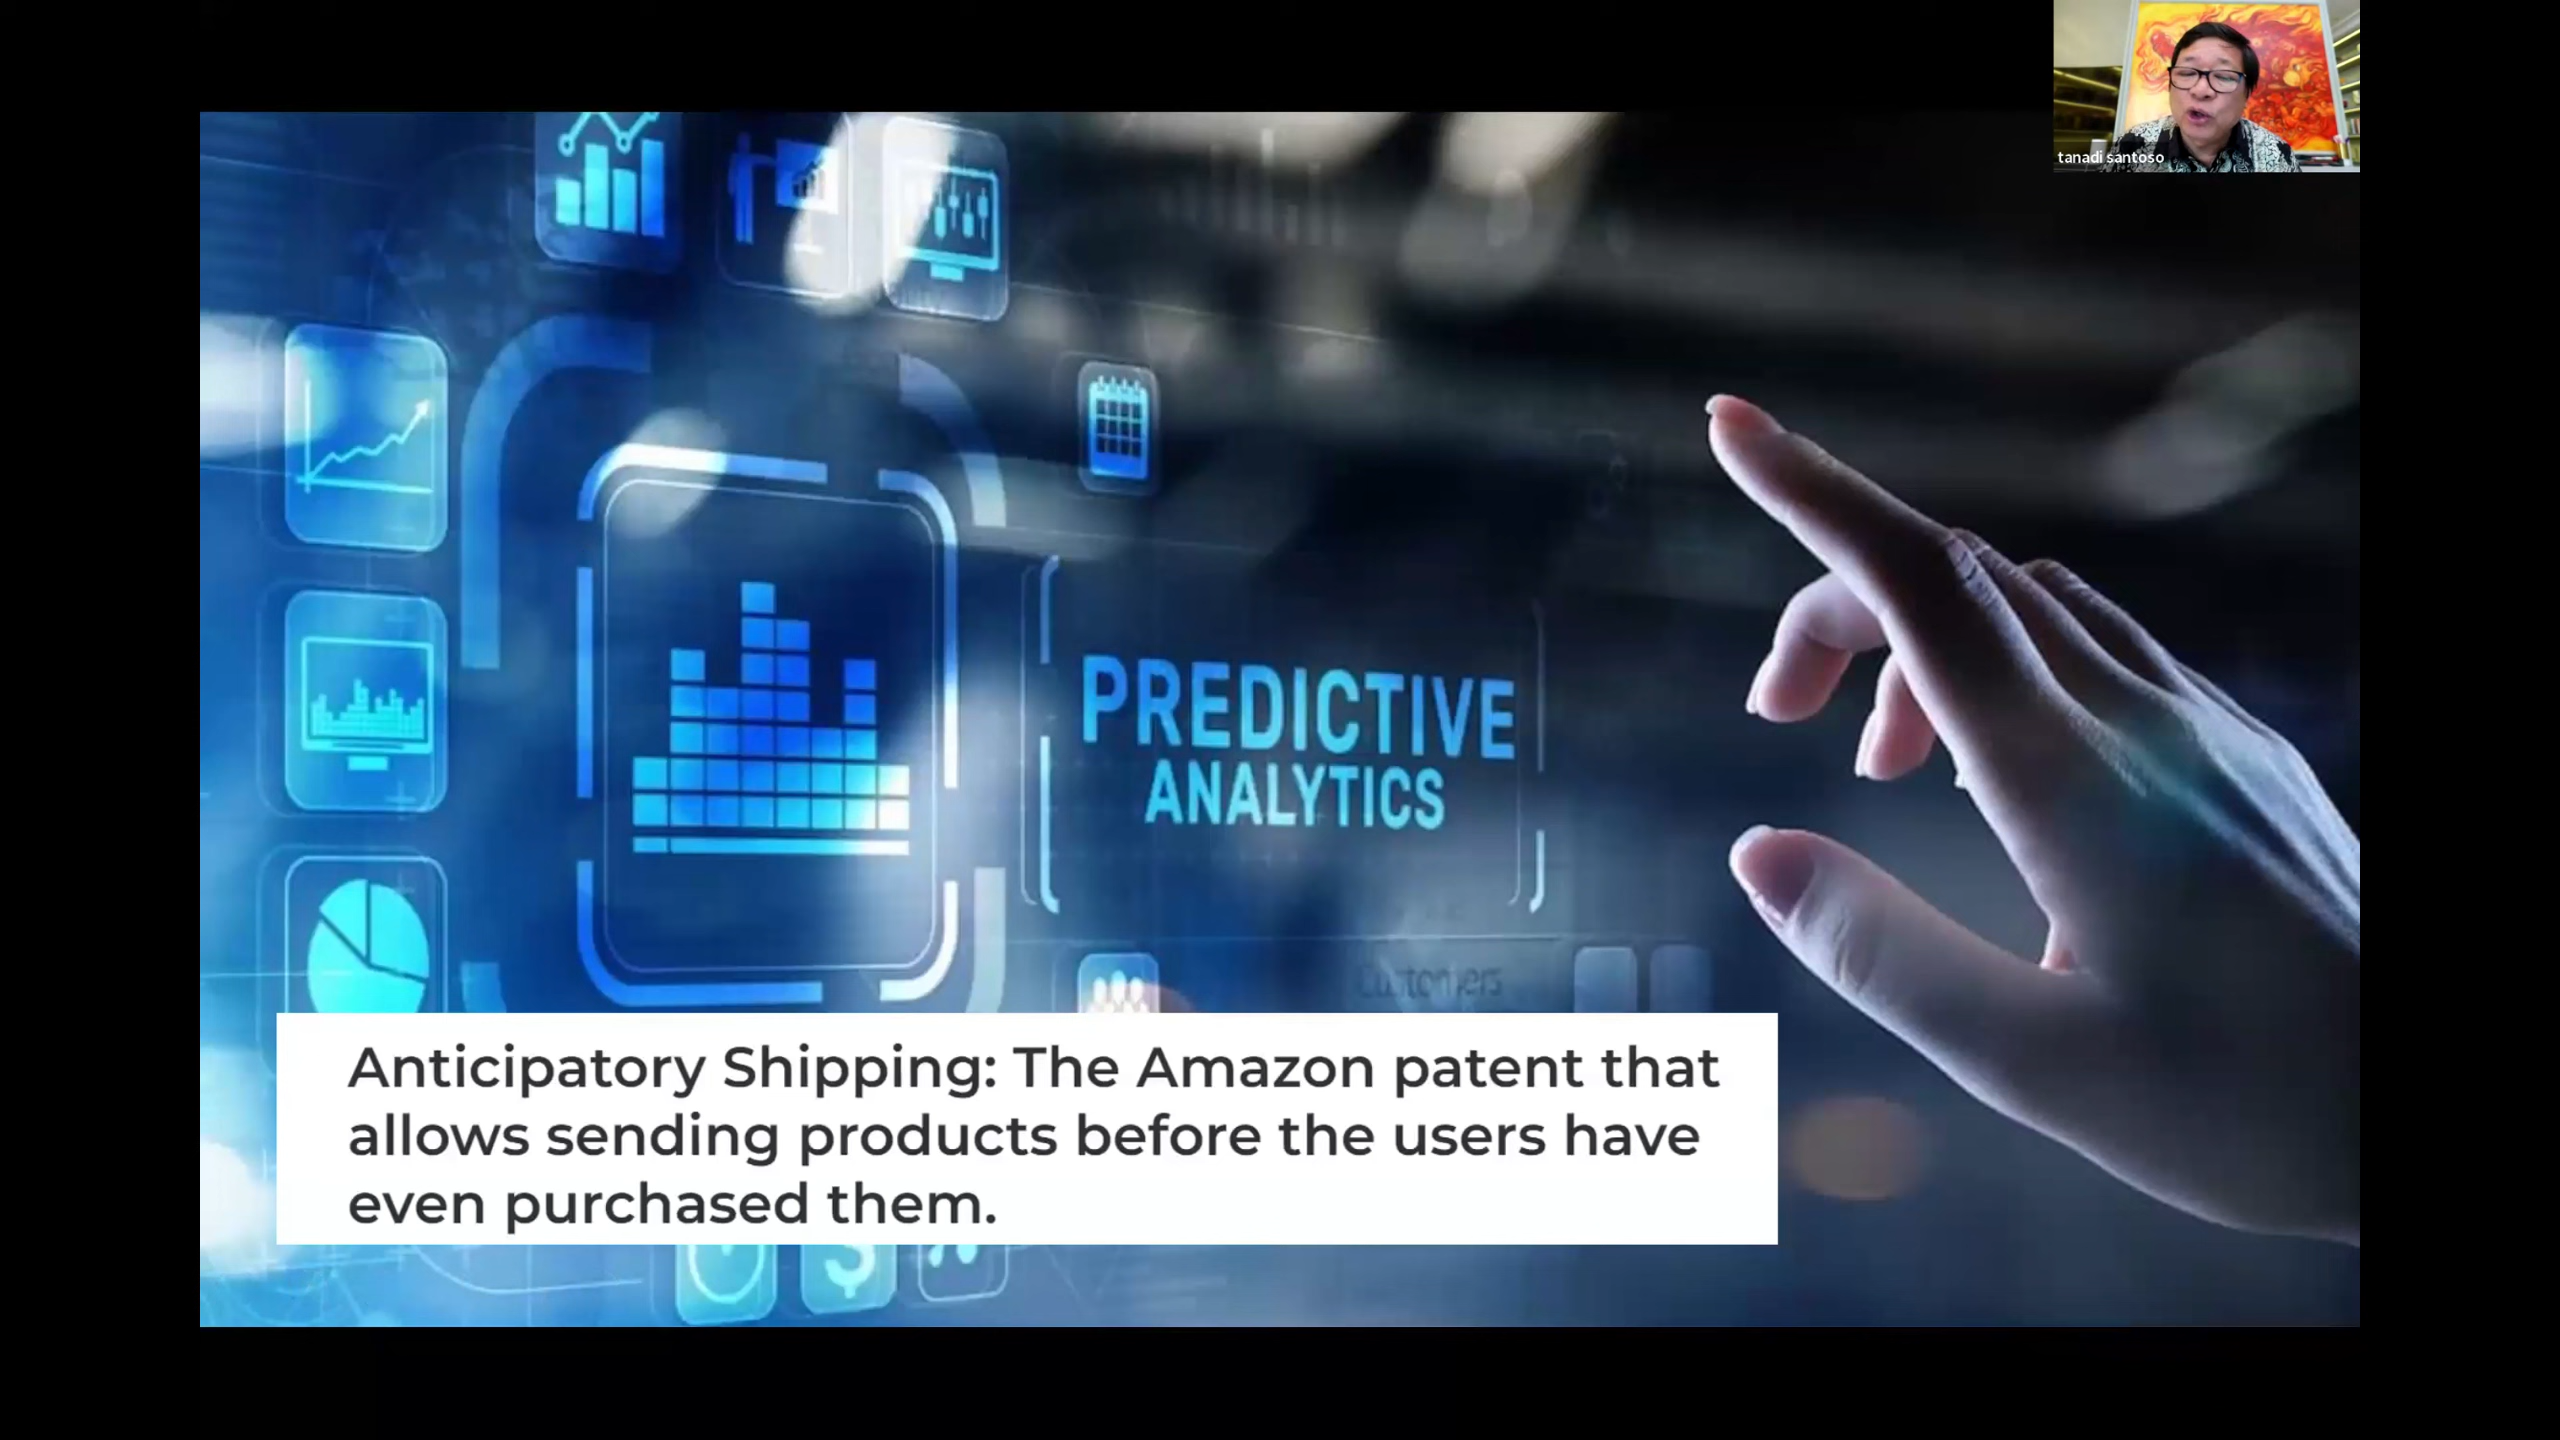 tanadi santoso
PREDICTIVE
ANALYTICS
Customers
Anticipatory Shipping: The Amazon patent that
allows sending products before the users have
even purchased them.